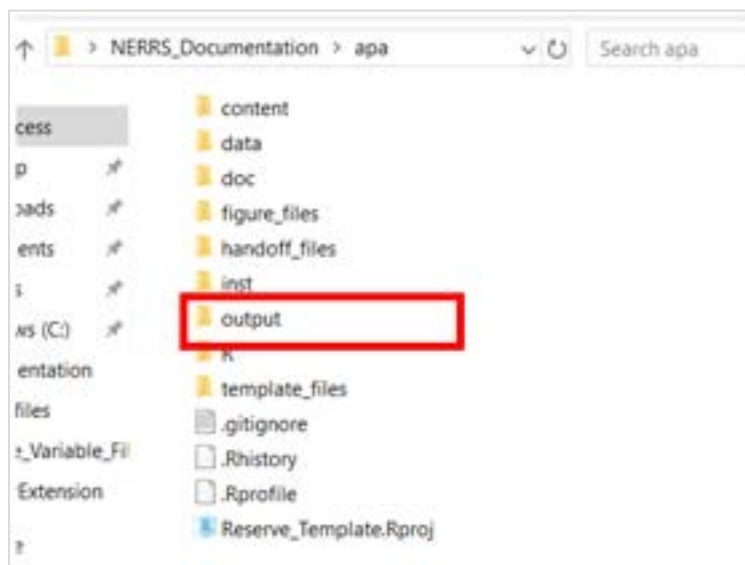 ↑ > NERRS_Documentation > apa Search apa
content
cess
data
p
doc
oads
figure_files
ents
handoff_files
s
inst
output
ws (C:)
R
entation
template_files
files
.gitignore
e_Variable_Fil
.Rhistory
Extension
.Rprofile
Reserve_Template.Rproj